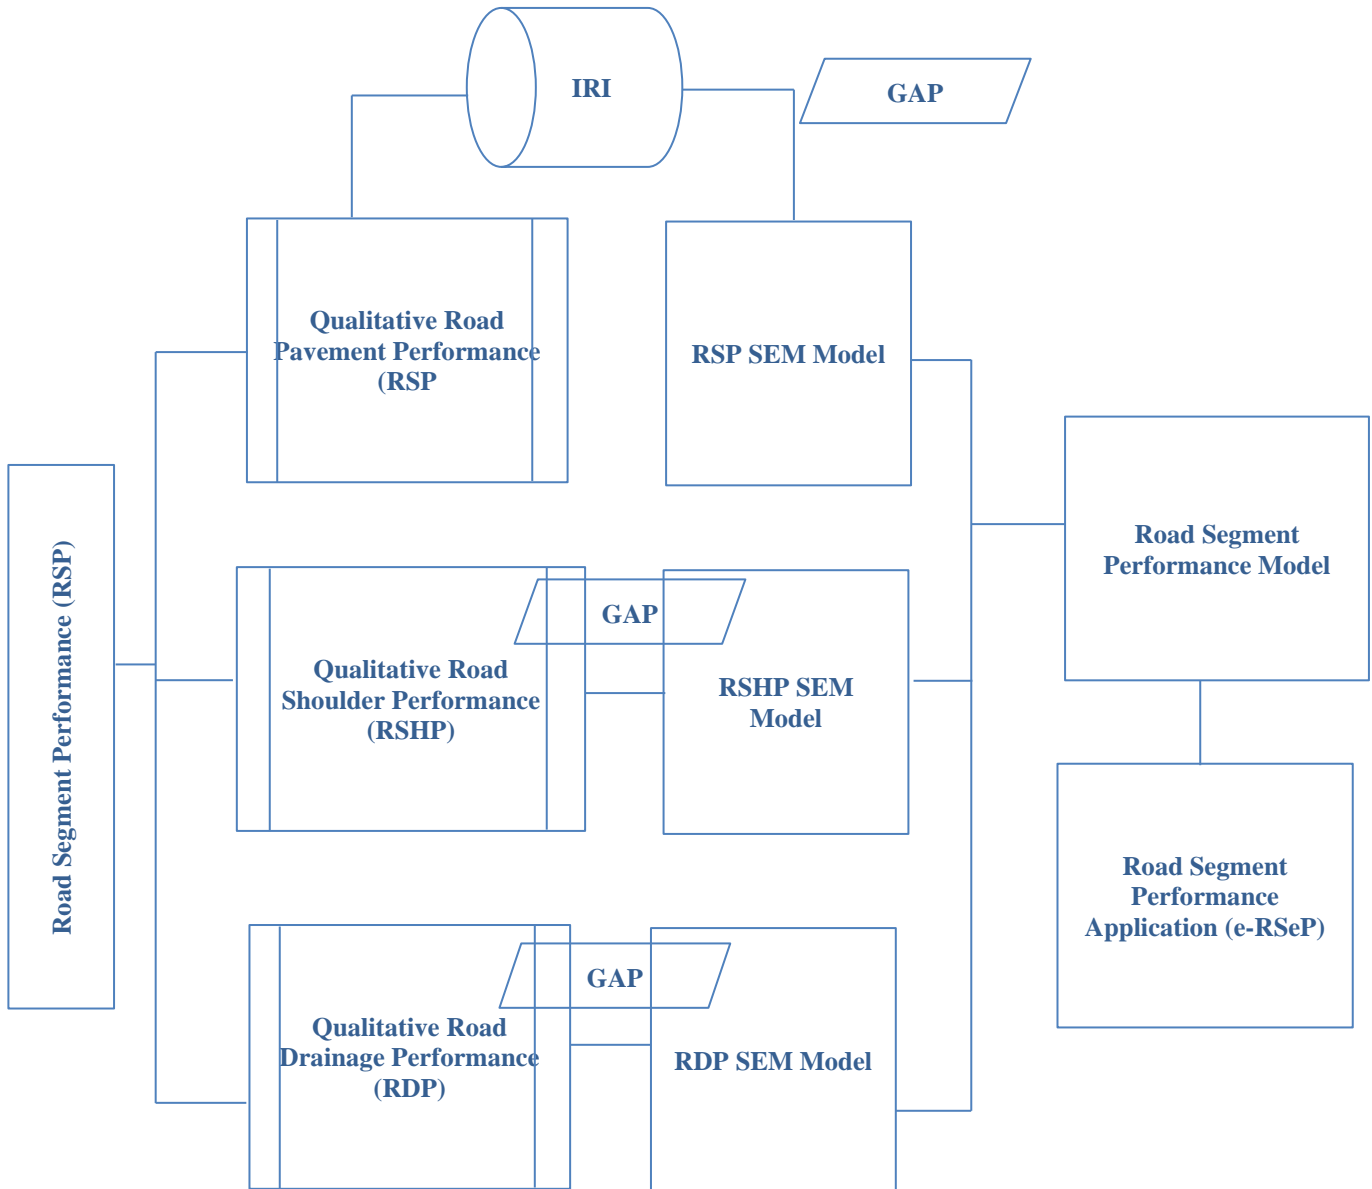 IRI
GAP
Qualitative Road
Pavement Performance
(RSP
RSP SEM Model
Road Segment Performance (RSP)
Road Segment
Performance Model
GAP
Qualitative Road
Shoulder Performance
(RSHP)
RSHP SEM
Model
Road Segment
Performance
Application (e-RSeP)
GAP
Qualitative Road
Drainage Performance
(RDP)
RDP SEM Model